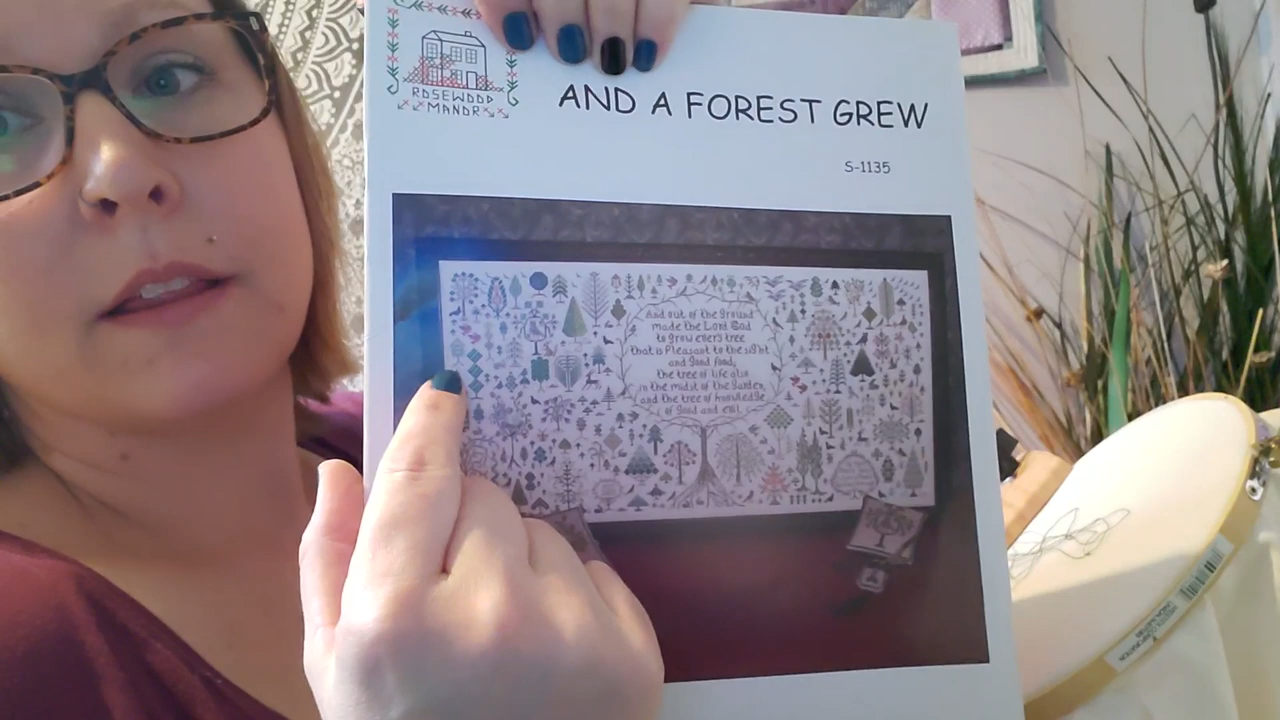 ROSEWOOD
MANOR
AND A FOREST GREW
S-1135
And out of the Ground
made the Lord God
to grow every tree
that is Pleasant to the sight
and Good food,
the tree of life also
in the midst of the Garden,
and the tree of knowledge
of Good and evil